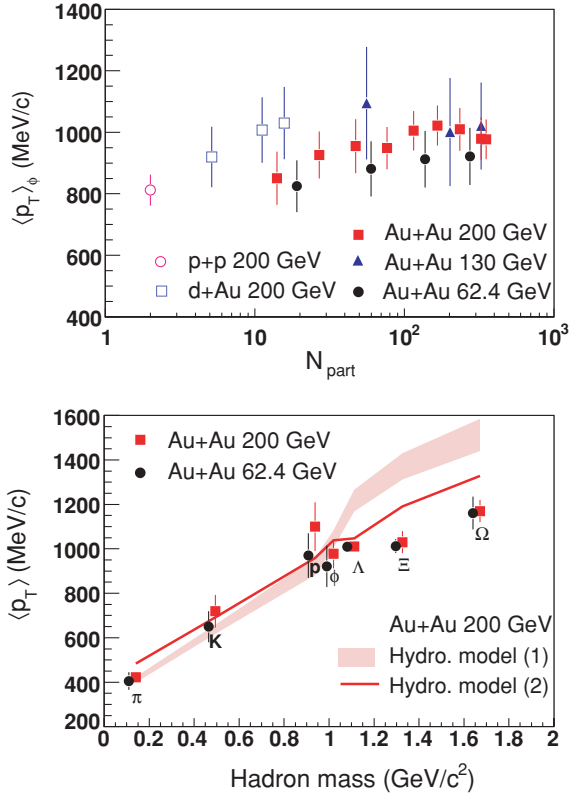 1400
1200
1000
800
600
400
⟨p_T⟩_ϕ (MeV/c)
p+p 200 GeV
d+Au 200 GeV
Au+Au 200 GeV
Au+Au 130 GeV
Au+Au 62.4 GeV
1 10 10² 10³
N_part
1600
1400
1200
1000
800
600
400
200
⟨p_T⟩ (MeV/c)
Au+Au 200 GeV
Au+Au 62.4 GeV
π
K
p
ϕ
Λ
Ξ
Ω
Au+Au 200 GeV
Hydro. model (1)
Hydro. model (2)
0 0.2 0.4 0.6 0.8 1 1.2 1.4 1.6 1.8 2
Hadron mass (GeV/c²)